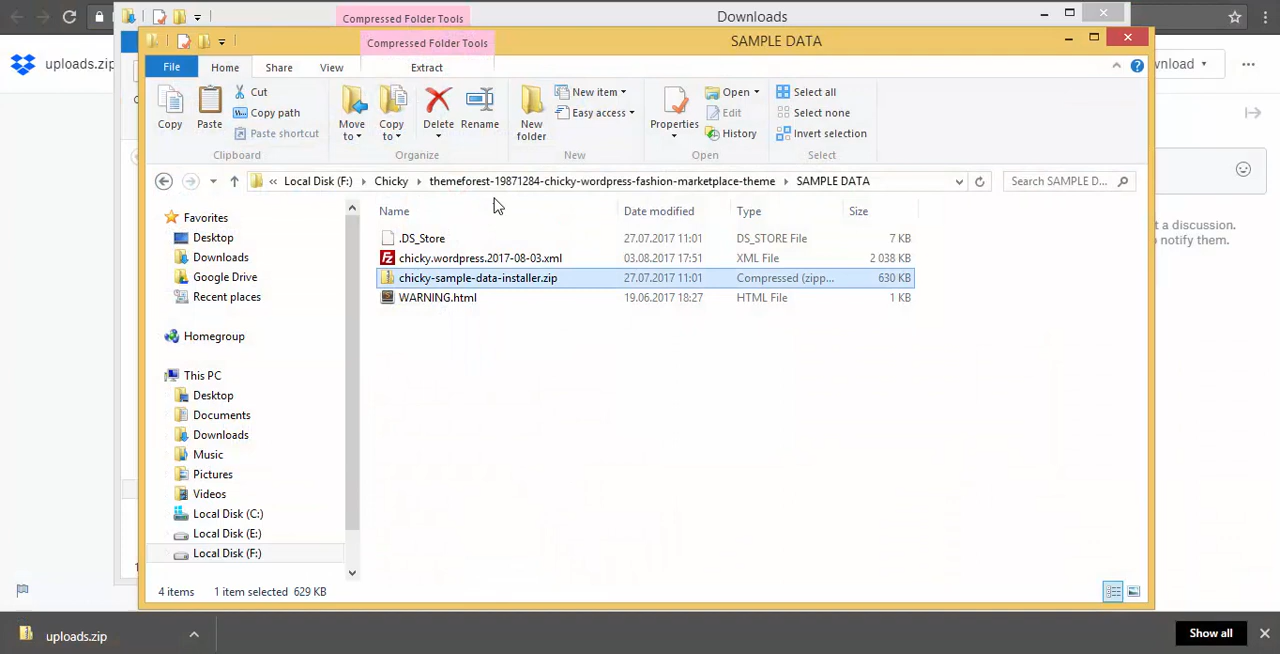 Compressed Folder Tools Downloads
Compressed Folder Tools SAMPLE DATA
uploads.zip
File Home Share View Extract
Copy Paste Cut Copy path Paste shortcut Move to Copy to Delete Rename New folder New item Easy access Properties Open Edit History Select all Select none Invert selection
Clipboard Organize New Open Select
« Local Disk (F:) Chicky themeforest-19871284-chicky-wordpress-fashion-marketplace-theme SAMPLE DATA Search SAMPLE D...
Name Date modified Type Size
.DS_Store 27.07.2017 11:01 DS_STORE File 7 KB
chicky.wordpress.2017-08-03.xml 03.08.2017 17:51 XML File 2 038 KB
chicky-sample-data-installer.zip 27.07.2017 11:01 Compressed (zipp... 630 KB
WARNING.html 19.06.2017 18:27 HTML File 1 KB
Favorites
Desktop
Downloads
Google Drive
Recent places
Homegroup
This PC
Desktop
Documents
Downloads
Music
Pictures
Videos
Local Disk (C:)
Local Disk (E:)
Local Disk (F:)
t a discussion.
notify them.
4 items 1 item selected 629 KB
uploads.zip
Show all